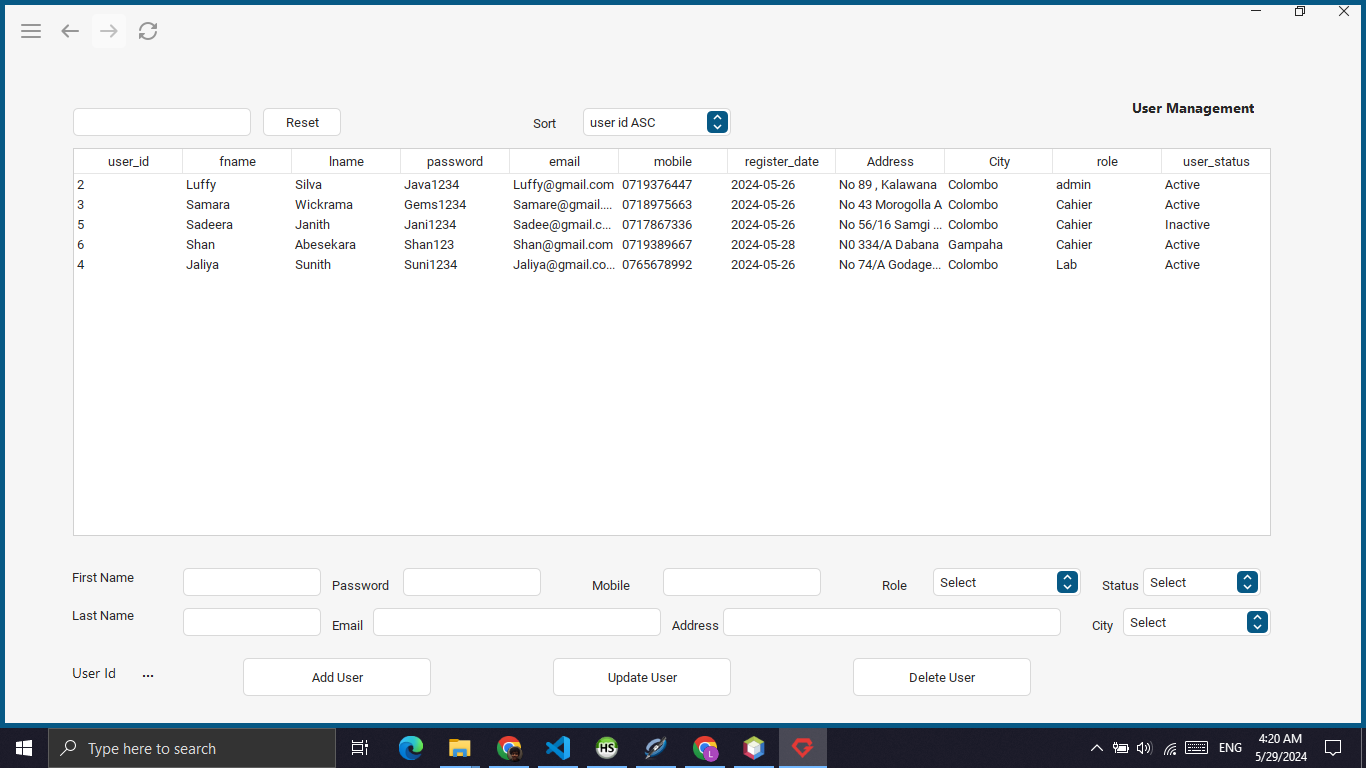 User Management
Reset Sort user id ASC
user_id fname lname password email mobile register_date Address City role user_status
2 Luffy Silva Java1234 Luffy@gmail.com 0719376447 2024-05-26 No 89 , Kalawana Colombo admin Active
3 Samara Wickrama Gems1234 Samare@gmail.... 0718975663 2024-05-26 No 43 Morogolla A Colombo Cahier Active
5 Sadeera Janith Jani1234 Sadee@gmail.c... 0717867336 2024-05-26 No 56/16 Samgi ... Colombo Cahier Inactive
6 Shan Abesekara Shan123 Shan@gmail.com 0719389667 2024-05-28 N0 334/A Dabana Gampaha Cahier Active
4 Jaliya Sunith Suni1234 Jaliya@gmail.co... 0765678992 2024-05-26 No 74/A Godage... Colombo Lab Active
First Name Password Mobile Role Select Status Select
Last Name Email Address City Select
User Id ... Add User Update User Delete User
Type here to search HS L ENG 4:20 AM
5/29/2024